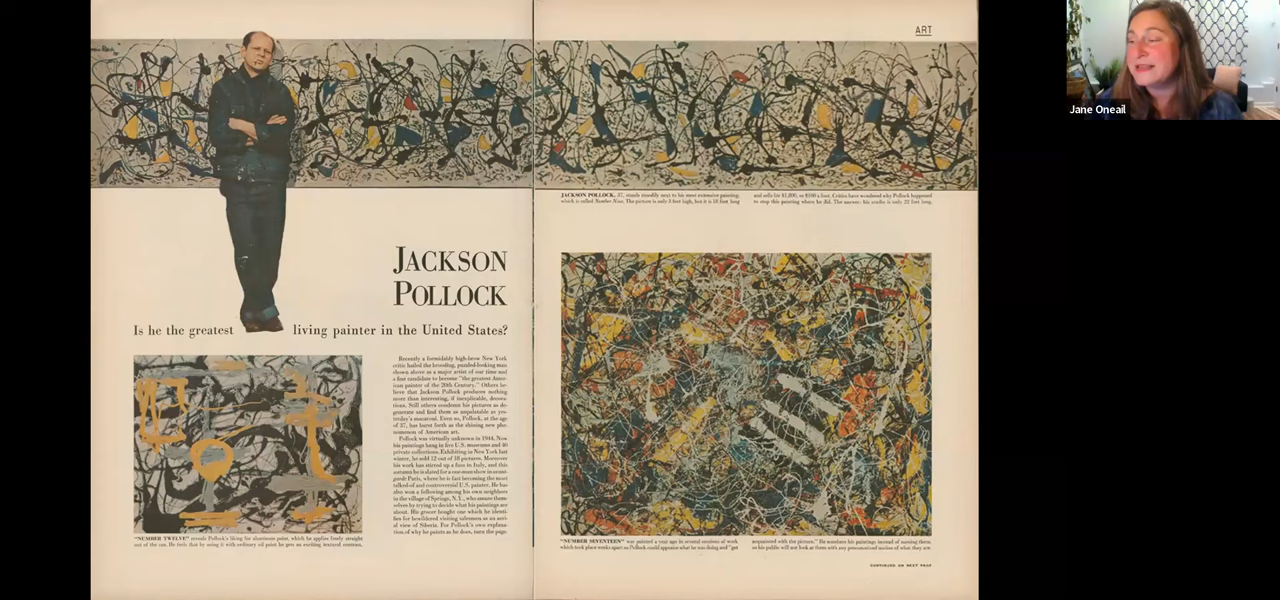 ART
Jane Oneail
JACKSON POLLOCK, 37, stands moodily next to his most extensive painting,
which is called Number Nine. The picture is only 3 feet high, but it is 18 feet long
and sells for $1,800, or $100 a foot. Critics have wondered why Pollock happened
to stop this painting where he did. The answer: his studio is only 22 feet long.
JACKSON
POLLOCK
Is he the greatest living painter in the United States?
Recently a formidably high-brow New York
critic hailed the brooding, puzzled-looking man
shown above as a major artist of our time and
a fine candidate to become "the greatest Amer-
ican painter of the 20th Century." Others be-
lieve that Jackson Pollock produces nothing
more than interesting, if inexplicable, decora-
tions. Still others condemn his pictures as de-
generate and find them as unpalatable as yes-
terday's macaroni. Even so, Pollock, at the age
of 37, has burst forth as the shining new phe-
nomenon of American art.
Pollock was virtually unknown in 1944. Now
his paintings hang in five U.S. museums and 40
private collections. Exhibiting in New York last
winter, he sold 12 out of 18 pictures. Moreover
his work has stirred up a fuss in Italy, and this
autumn he is slated for a one-man show in avant-
garde Paris, where he is fast becoming the most
talked-of and controversial U.S. painter. He has
also won a following among his own neighbors
in the village of Springs, N.Y., who amuse them-
selves by trying to decide what his paintings are
about. His grocer bought one which he identi-
fies for bewildered visiting salesmen as an aeri-
al view of Siberia. For Pollock's own explana-
tion of why he paints as he does, turn the page.
"NUMBER TWELVE" reveals Pollock's liking for aluminum paint, which he applies freely straight
out of the can. He feels that by using it with ordinary oil paint he gets an exciting textural contrast.
"NUMBER SEVENTEEN" was painted a year ago in several sessions of work
which took place weeks apart so Pollock could appraise what he was doing and "get
acquainted with the picture." He numbers his paintings instead of naming them,
so his public will not look at them with any preconceived notion of what they are.
CONTINUED ON NEXT PAGE